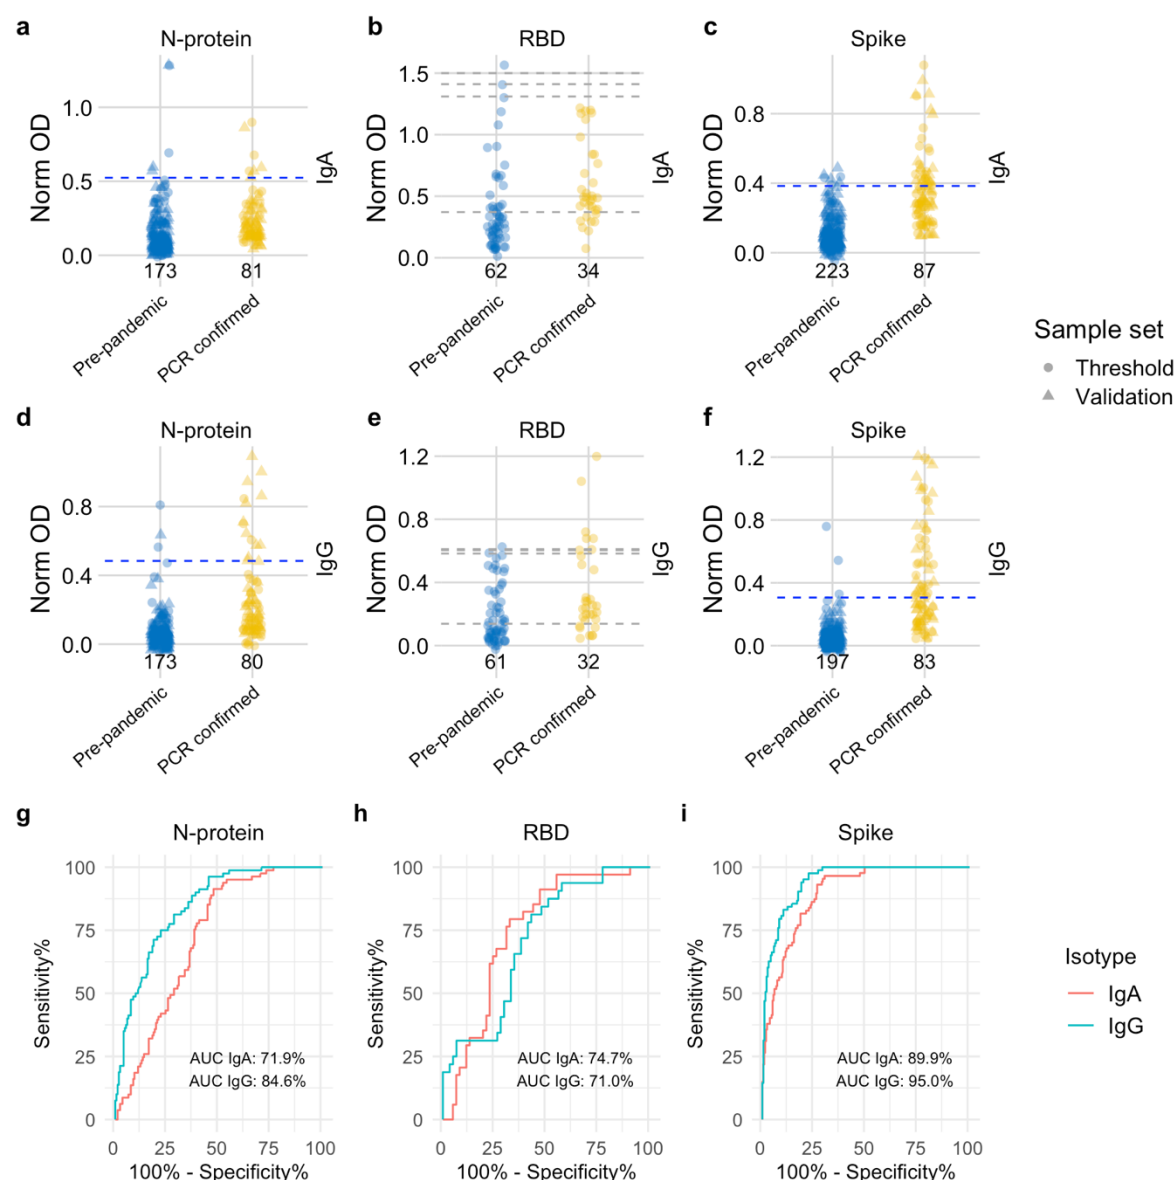 a
N-protein
Norm OD
1.0
0.5
0.0
173
81
Pre-pandemic
PCR confirmed
IgA
b
RBD
Norm OD
1.5
1.0
0.5
0.0
62
34
Pre-pandemic
PCR confirmed
IgA
c
Spike
Norm OD
0.8
0.4
0.0
223
87
Pre-pandemic
PCR confirmed
IgA
Sample set
Threshold
Validation
d
N-protein
Norm OD
0.8
0.4
0.0
173
80
Pre-pandemic
PCR confirmed
IgG
e
RBD
Norm OD
1.2
0.8
0.4
0.0
61
32
Pre-pandemic
PCR confirmed
IgG
f
Spike
Norm OD
1.2
0.8
0.4
0.0
197
83
Pre-pandemic
PCR confirmed
IgG
g
N-protein
Sensitivity%
100
75
50
25
0
AUC IgA: 71.9%
AUC IgG: 84.6%
0 25 50 75 100
100% - Specificity%
h
RBD
Sensitivity%
100
75
50
25
0
AUC IgA: 74.7%
AUC IgG: 71.0%
0 25 50 75 100
100% - Specificity%
i
Spike
Sensitivity%
100
75
50
25
0
AUC IgA: 89.9%
AUC IgG: 95.0%
0 25 50 75 100
100% - Specificity%
Isotype
IgA
IgG